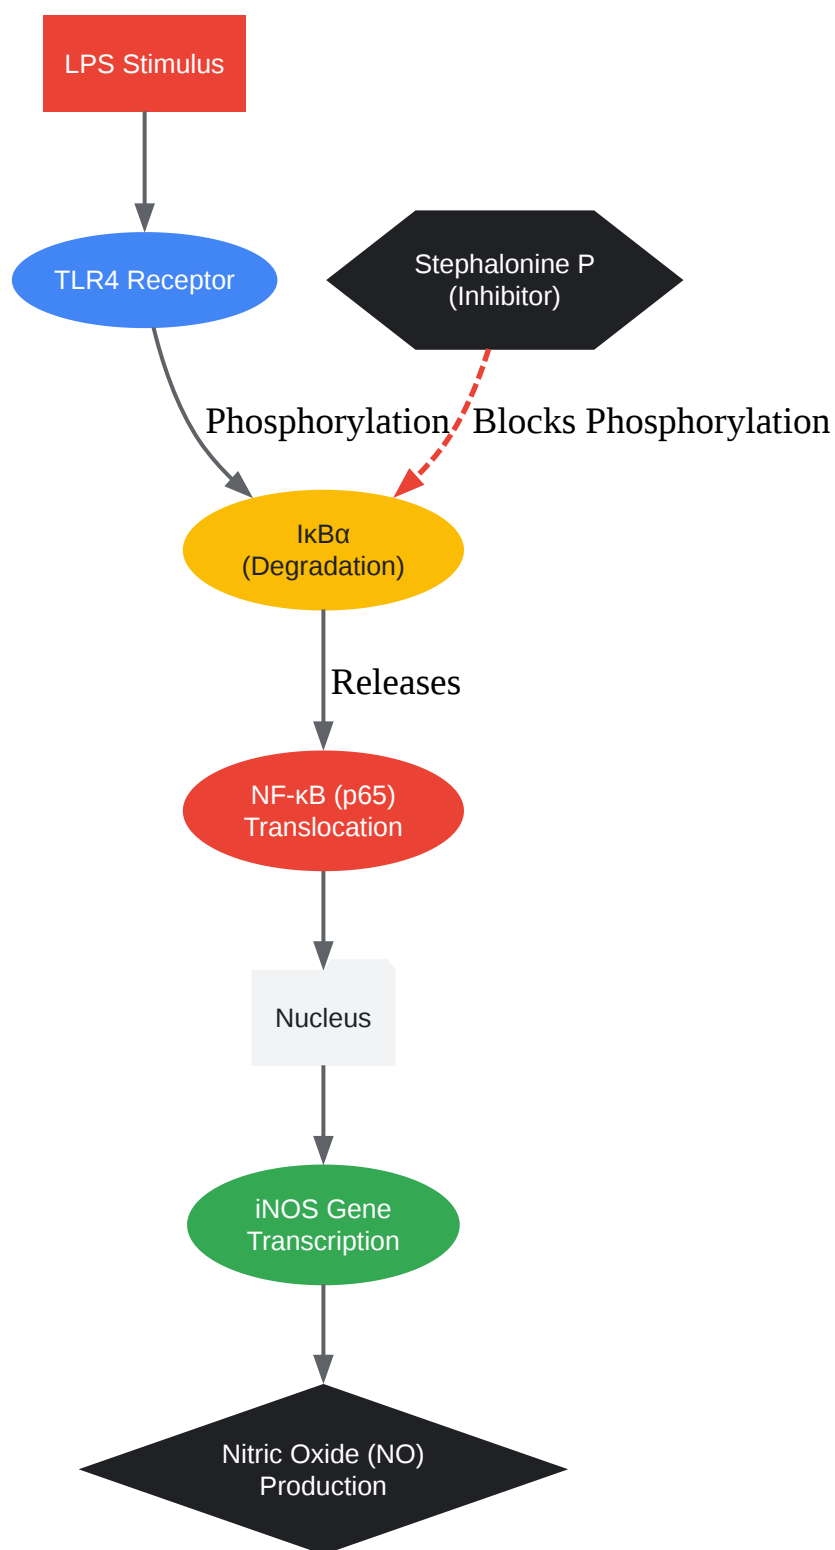 LPS Stimulus
TLR4 Receptor
Stephalonine P
(Inhibitor)
Phosphorylation
Blocks Phosphorylation
IκBα
(Degradation)
Releases
NF-κB (p65)
Translocation
Nucleus
iNOS Gene
Transcription
Nitric Oxide (NO)
Production